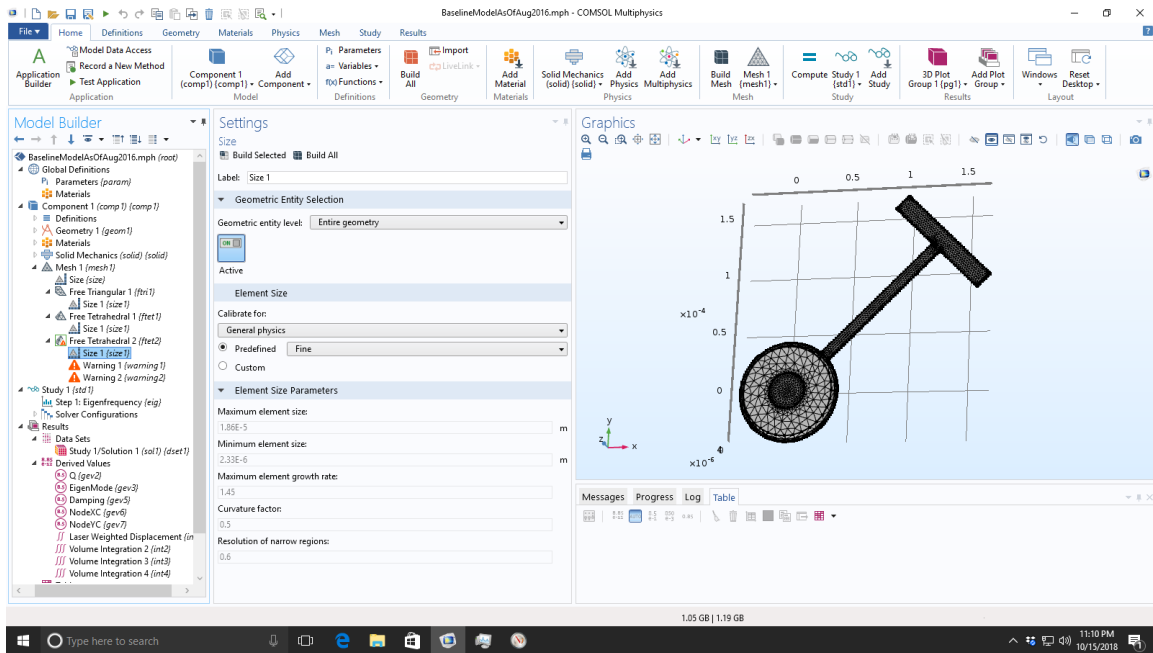 BaselineModelAsOfAug2016.mph - COMSOL Multiphysics
File Home Definitions Geometry Materials Physics Mesh Study Results
Application Builder
Model Data Access
Record a New Method
Test Application
Application
Component 1 (comp1) {comp1}
Add Component
Model
Pi Parameters
a= Variables
f(x) Functions
Definitions
Build All
Import
LiveLink
Geometry
Add Material
Materials
Solid Mechanics (solid) {solid}
Add Physics
Add Multiphysics
Physics
Build Mesh
Mesh 1 {mesh1}
Mesh
Compute
Study 1 {std1}
Add Study
Study
3D Plot Group 1 {pg1}
Add Plot Group
Results
Windows
Reset Desktop
Layout
Model Builder
BaselineModelAsOfAug2016.mph (root)
Global Definitions
Pi Parameters {param}
Materials
Component 1 (comp1) {comp1}
Definitions
Geometry 1 {geom1}
Materials
Solid Mechanics (solid) {solid}
Mesh 1 {mesh1}
Size {size}
Free Triangular 1 {ftri1}
Size 1 {size1}
Free Tetrahedral 1 {ftet1}
Size 1 {size1}
Free Tetrahedral 2 {ftet2}
Size 1 {size1}
Warning 1 {warning1}
Warning 2 {warning2}
Study 1 {std1}
Step 1: Eigenfrequency {eig}
Solver Configurations
Results
Data Sets
Study 1/Solution 1 (sol1) {dset1}
Derived Values
Q {gev2}
EigenMode {gev3}
Damping {gev5}
NodeXC {gev6}
NodeYC {gev7}
Laser Weighted Displacement {in
Volume Integration 2 {int2}
Volume Integration 3 {int3}
Volume Integration 4 {int4}
Settings
Size
Build Selected Build All
Label: Size 1
Geometric Entity Selection
Geometric entity level: Entire geometry
ON
Active
Element Size
Calibrate for:
General physics
Predefined Fine
Custom
Element Size Parameters
Maximum element size:
1.86E-5 m
Minimum element size:
2.33E-6 m
Maximum element growth rate:
1.45
Curvature factor:
0.5
Resolution of narrow regions:
0.6
Graphics
0 0.5 1 1.5
1.5
1
×10⁻⁴
0.5
0
×10⁻⁶
y
z x
Messages Progress Log Table
1.05 GB | 1.19 GB
Type here to search
11:10 PM
10/15/2018